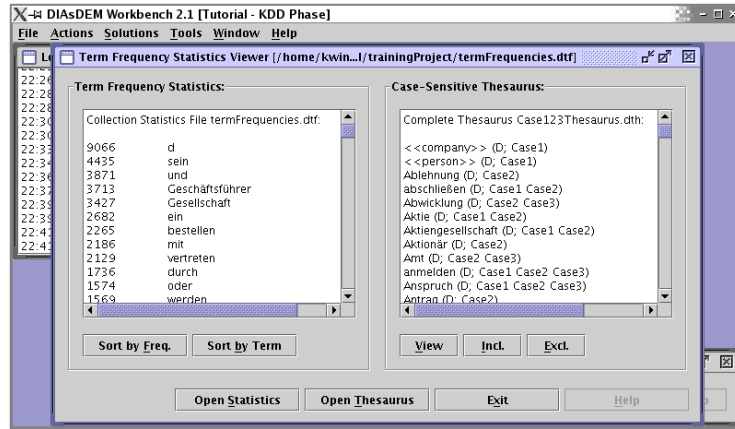 DIAsDEM Workbench 2.1 [Tutorial - KDD Phase]
File Actions Solutions Tools Window Help
Term Frequency Statistics Viewer [/home/kwin...l/trainingProject/termFrequencies.dtf]
22:26
22:28
22:28
22:30
22:30
22:33
22:34
22:36
22:37
22:39
22:39
Term Frequency Statistics:
Collection Statistics File termFrequencies.dtf:
9066 d
4435 sein
3871 und
3713 Geschäftsführer
3427 Gesellschaft
2682 ein
2265 bestellen
2186 mit
2129 vertreten
1736 durch
1574 oder
1569 werden
Sort by Freq. Sort by Term
Case-Sensitive Thesaurus:
Complete Thesaurus Case123Thesaurus.dth:
<<company>> (D; Case1)
<<person>> (D; Case1)
Ablehnung (D; Case2)
abschließen (D; Case1 Case2)
Abwicklung (D; Case2 Case3)
Aktie (D; Case1 Case2)
Aktiengesellschaft (D; Case1 Case2)
Aktionär (D; Case2)
Amt (D; Case2 Case3)
anmelden (D; Case1 Case2 Case3)
Anspruch (D; Case1 Case2 Case3)
Antrag (D; Case2)
View Incl. Excl.
Open Statistics Open Thesaurus Exit Help